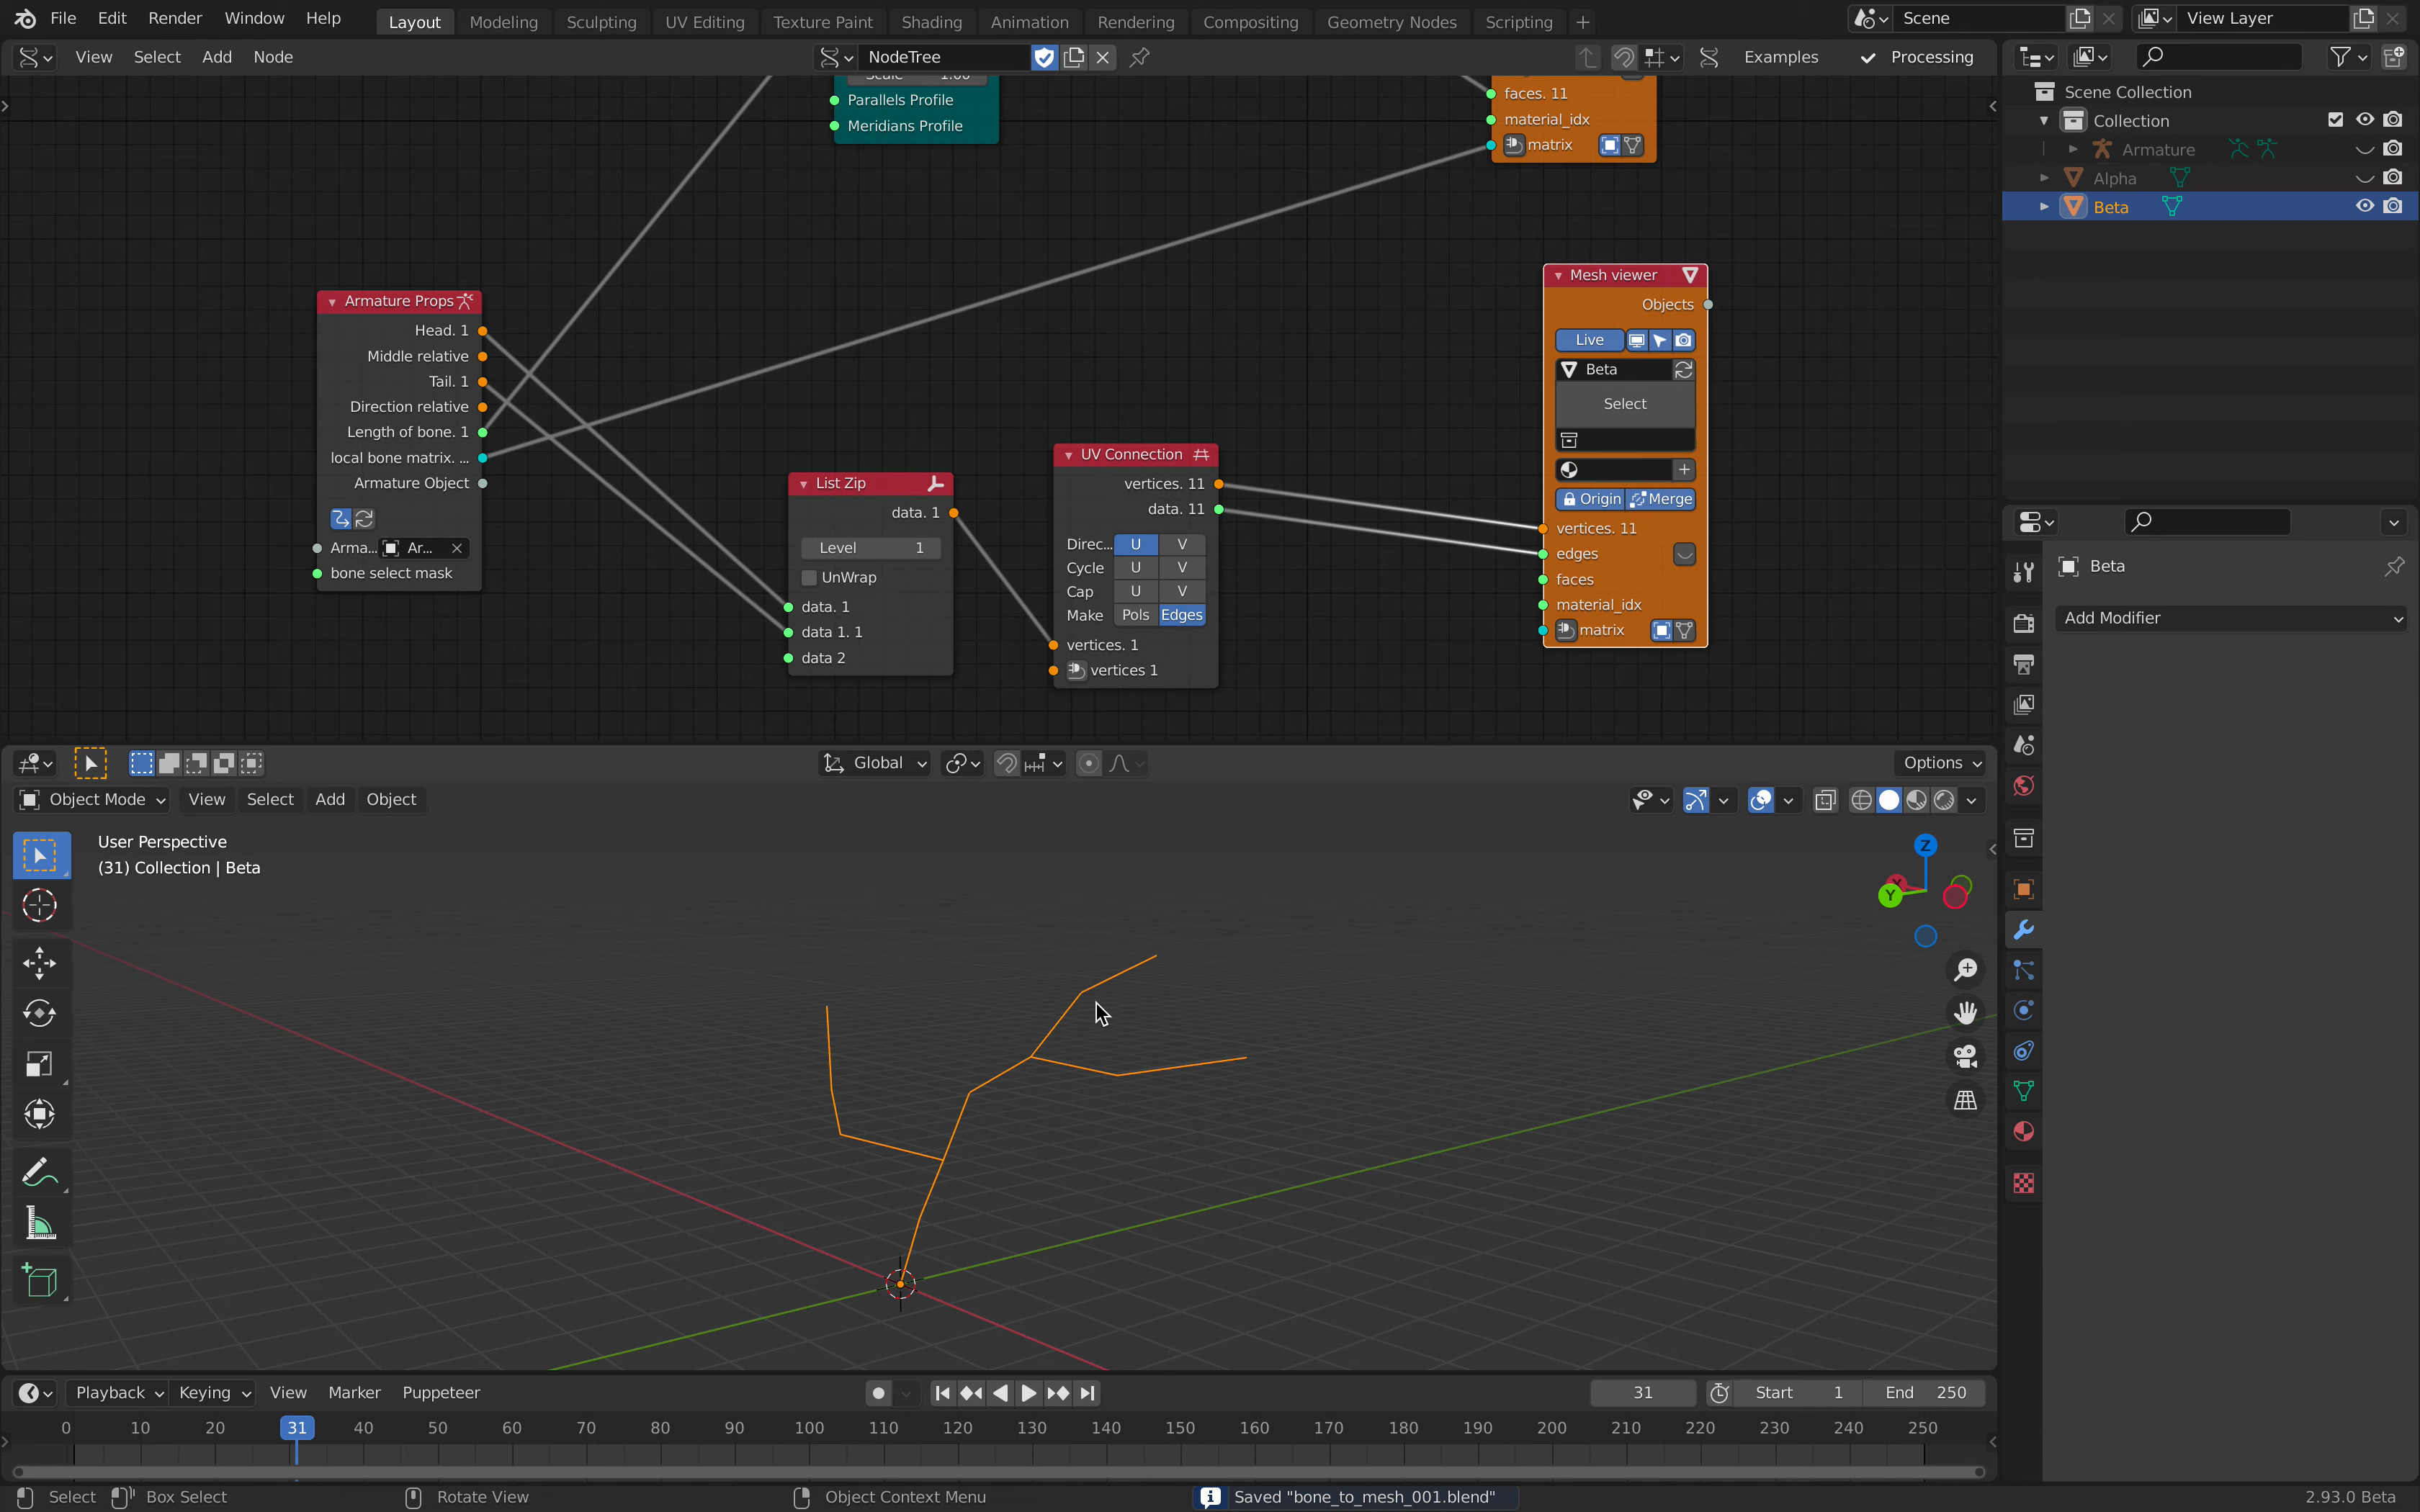 File Edit Render Window Help Layout Modeling Sculpting UV Editing Texture Paint Shading Animation Rendering Compositing Geometry Nodes Scripting + Scene View Layer
View Select Add Node NodeTree Examples Processing
Scene Collection
Collection
Armature
Alpha
Beta
Scale 1.00
Parallels Profile
Meridians Profile
faces. 11
material_idx
matrix
Armature Props
Head. 1
Middle relative
Tail. 1
Direction relative
Length of bone. 1
local bone matrix. ...
Armature Object
Arma... Ar...
bone select mask
List Zip
data. 1
Level 1
UnWrap
data. 1
data 1. 1
data 2
UV Connection
vertices. 11
data. 11
Direc... U V
Cycle U V
Cap U V
Make Pols Edges
vertices. 1
vertices 1
Mesh viewer
Objects
Live
Beta
Select
Origin Merge
vertices. 11
edges
faces
material_idx
matrix
Beta
Add Modifier
Global Options
Object Mode View Select Add Object
User Perspective
(31) Collection | Beta
Z
X
Y
Playback Keying View Marker Puppeteer 31 Start 1 End 250
0 10 20 31 40 50 60 70 80 90 100 110 120 130 140 150 160 170 180 190 200 210 220 230 240 250
Select Box Select Rotate View Object Context Menu Saved "bone_to_mesh_001.blend" 2.93.0 Beta